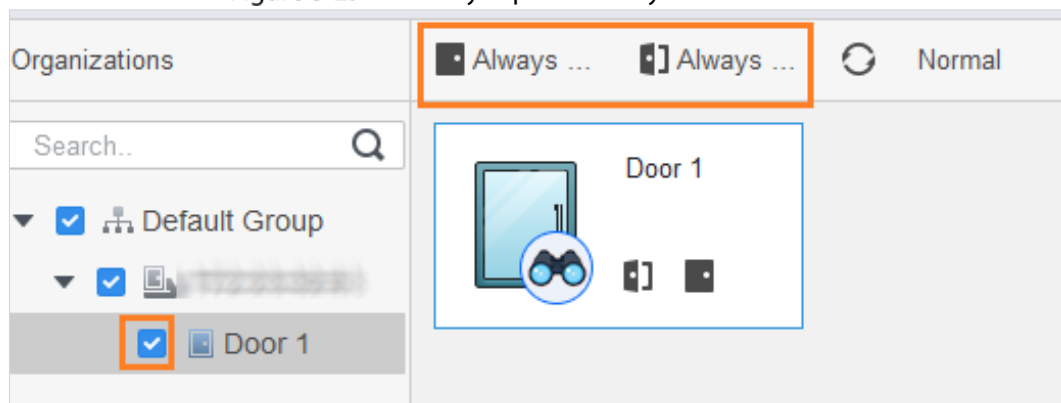 Organizations
Always ...
Always ...
Normal
Search..
Door 1
Default Group
Door 1